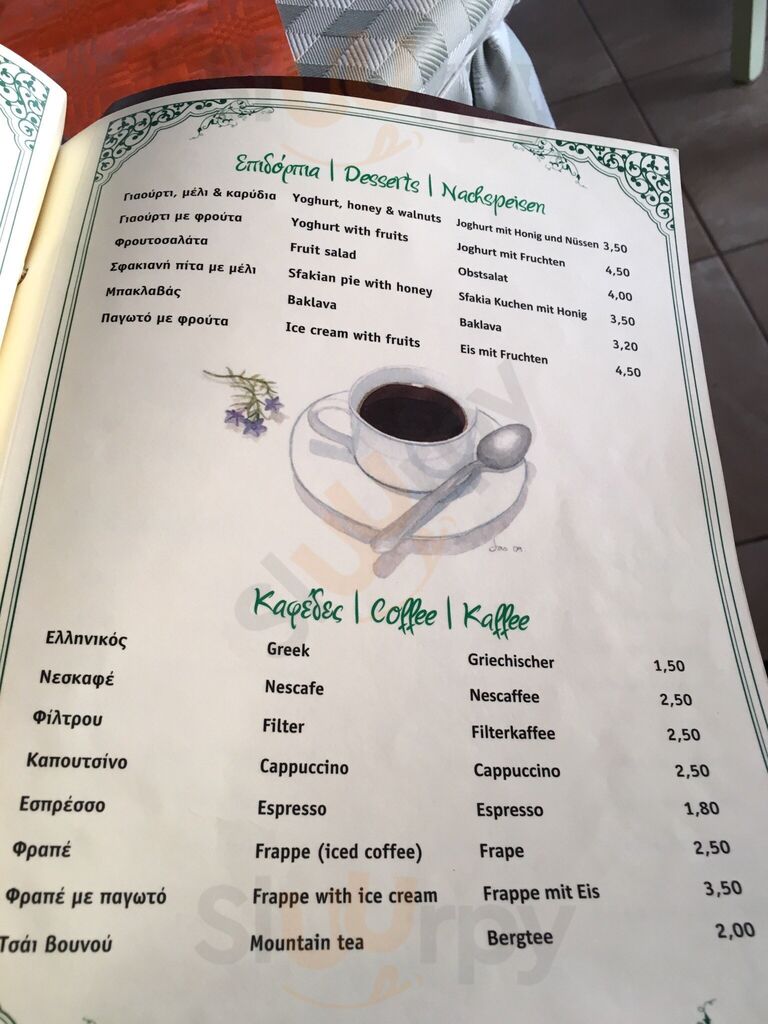 Επιδόρπια | Desserts | Nachspeisen
Γιαούρτι, μέλι & καρύδια Yoghurt, honey & walnuts Joghurt mit Honig und Nüssen 3,50
Γιαούρτι με φρούτα Yoghurt with fruits Joghurt mit Fruchten 4,50
Φρουτοσαλάτα Fruit salad Obstsalat 4,00
Σφακιανή πίτα με μέλι Sfakian pie with honey Sfakia Kuchen mit Honig 3,50
Μπακλαβάς Baklava Baklava 3,20
Παγωτό με φρούτα Ice cream with fruits Eis mit Fruchten 4,50
Καφέδες | Coffee | Kaffee
Ελληνικός Greek Griechischer 1,50
Νεσκαφέ Nescafe Nescaffee 2,50
Φίλτρου Filter Filterkaffee 2,50
Καπουτσίνο Cappuccino Cappuccino 2,50
Εσπρέσσο Espresso Espresso 1,80
Φραπέ Frappe (iced coffee) Frape 2,50
Φραπέ με παγωτό Frappe with ice cream Frappe mit Eis 3,50
Τσάι Βουνού Mountain tea Bergtee 2,00
Sluurpy